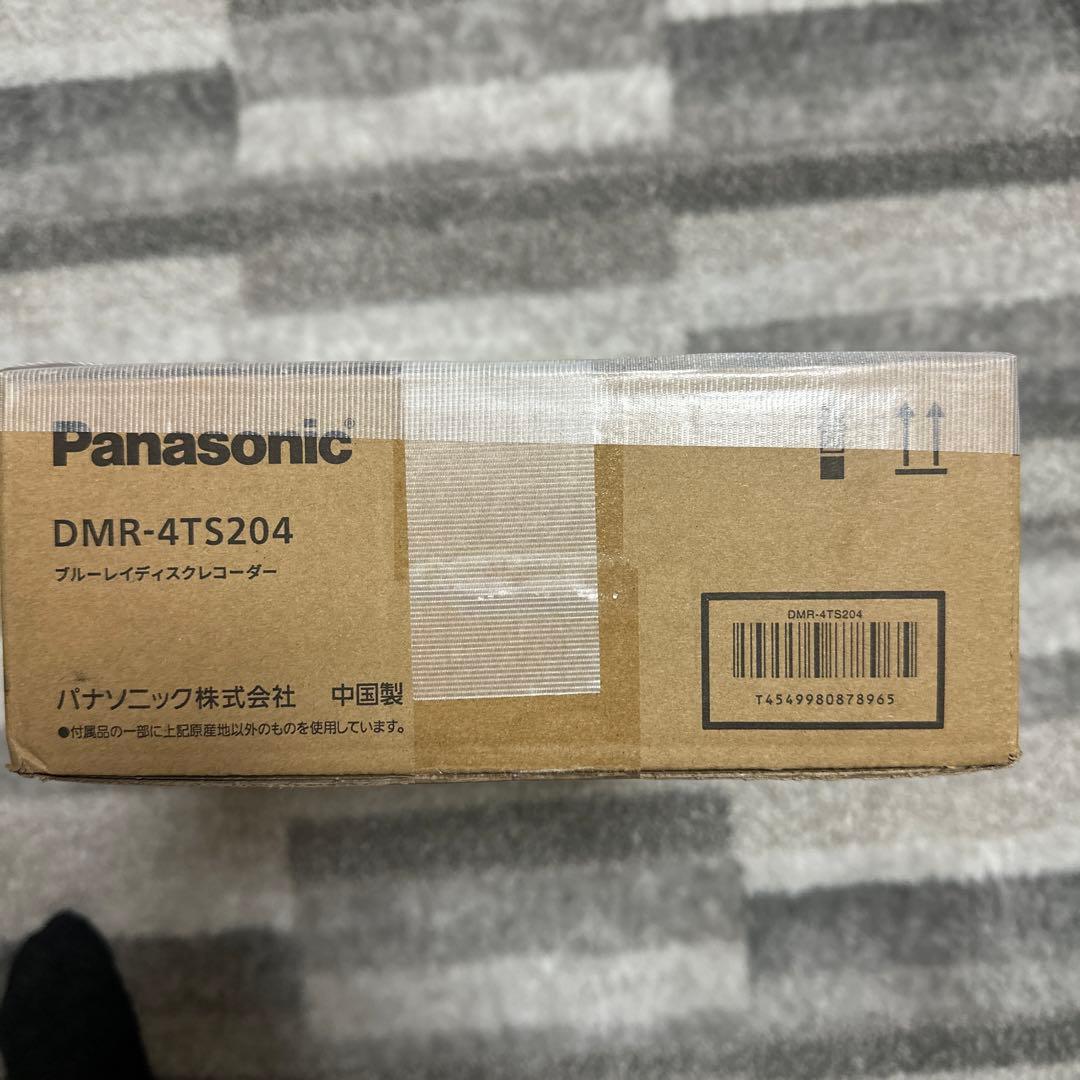 Panasonic®
DMR-4TS204
ブルーレイディスクレコーダー
パナソニック株式会社 中国製
●付属品の一部に上記原産地以外のものを使用しています。
DMR-4TS204
T4549980878965